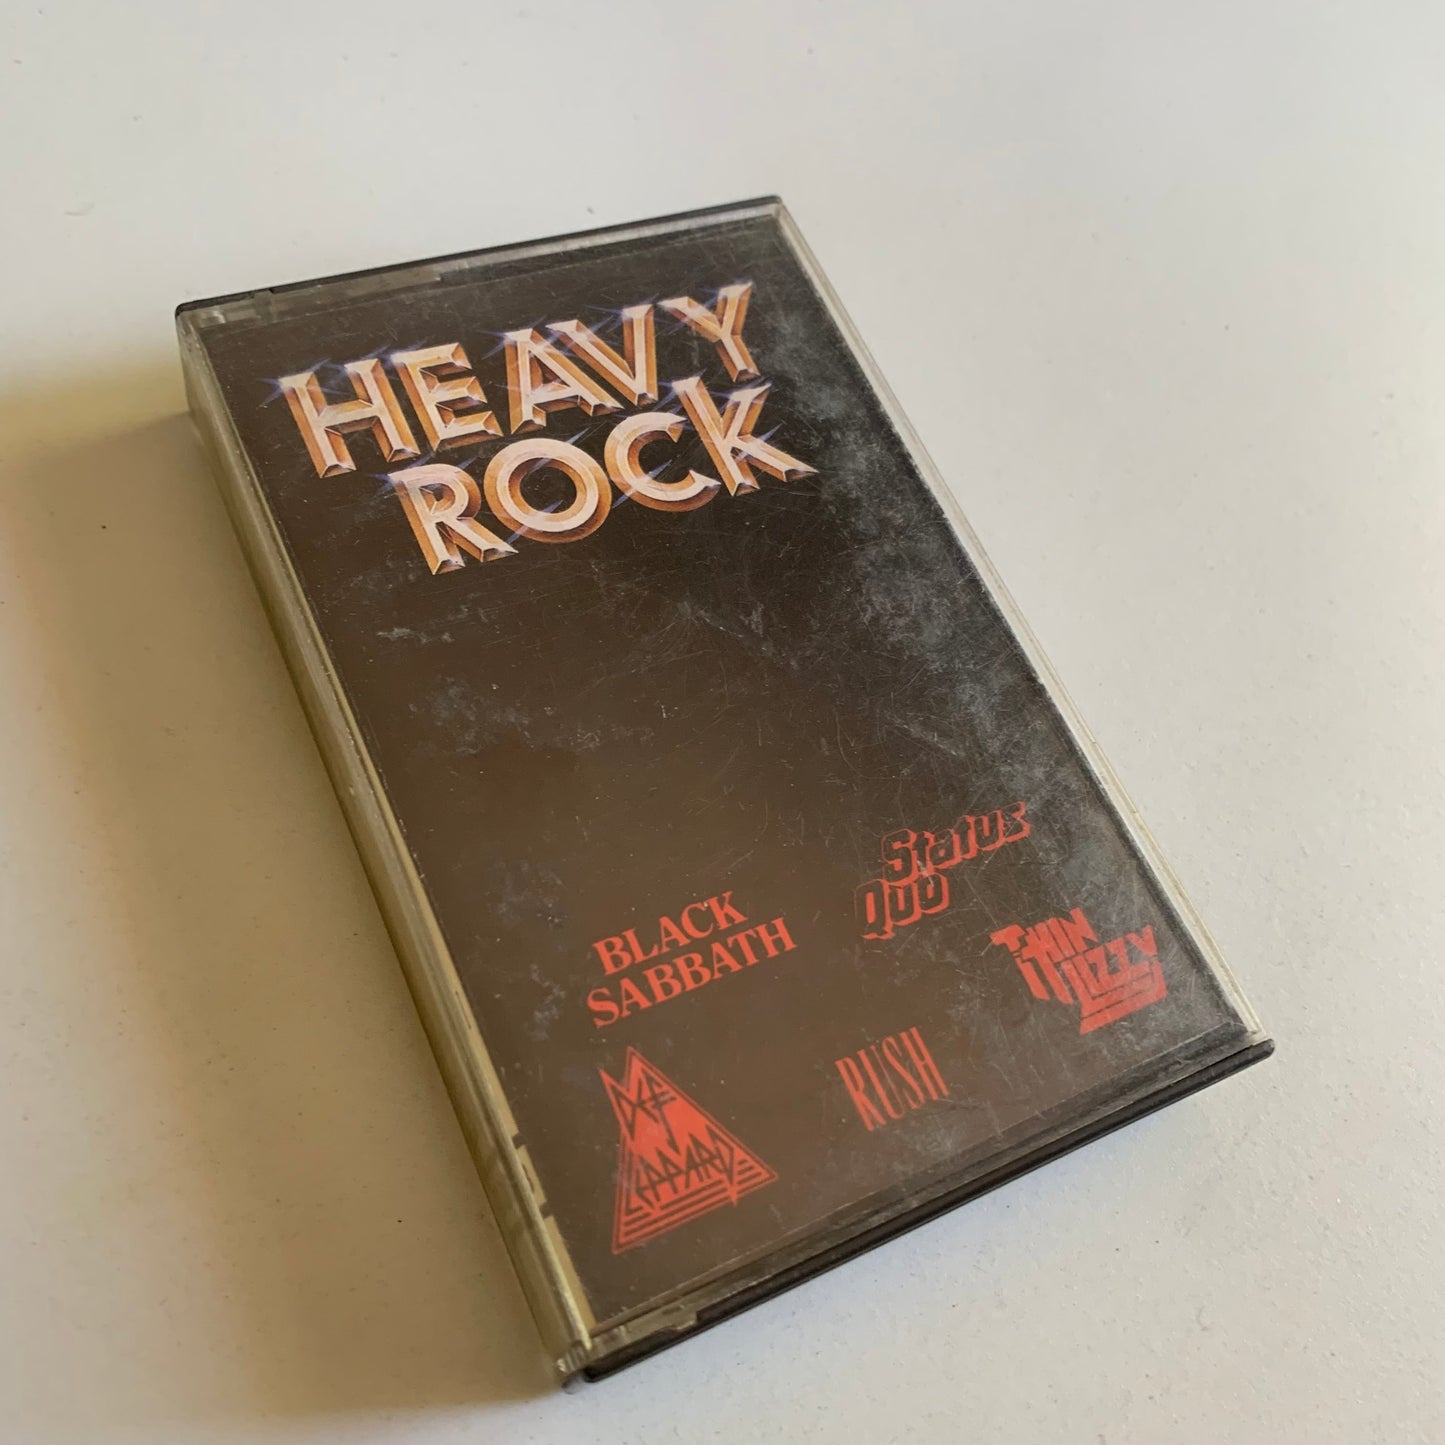 HEAVY
ROCK
BLACK
SABBATH
Status
Quo
THIN
LIZZY
DEF
LEPPARD
RUSH